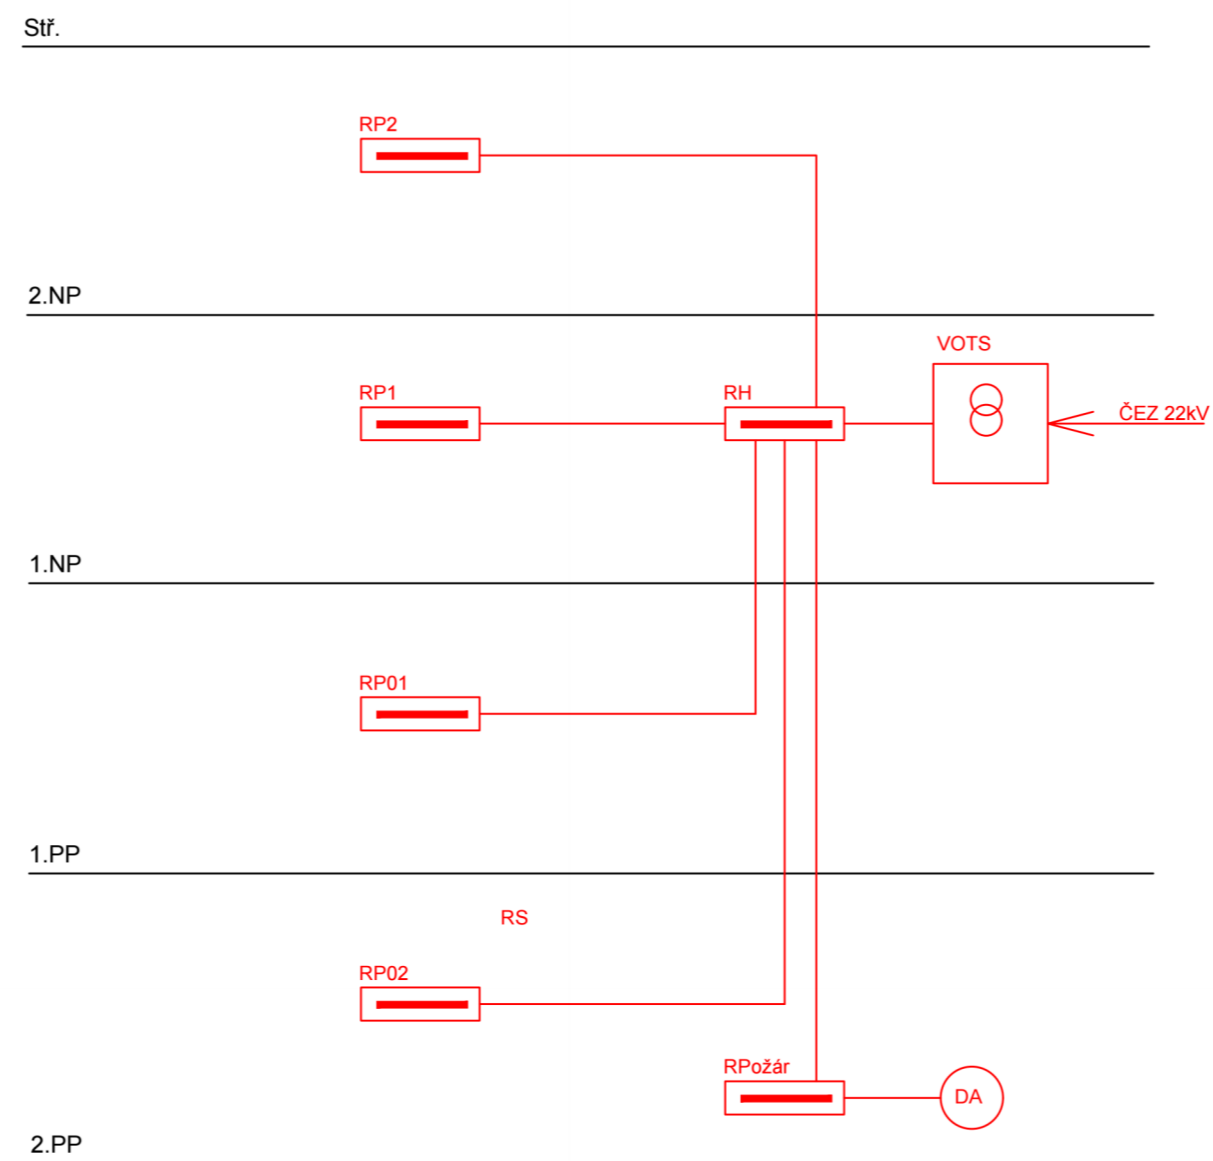 Stř.
RP2
2.NP
VOTS
RP1
RH
ČEZ 22kV
1.NP
RP01
1.PP
RS
RP02
RPožár
DA
2.PP